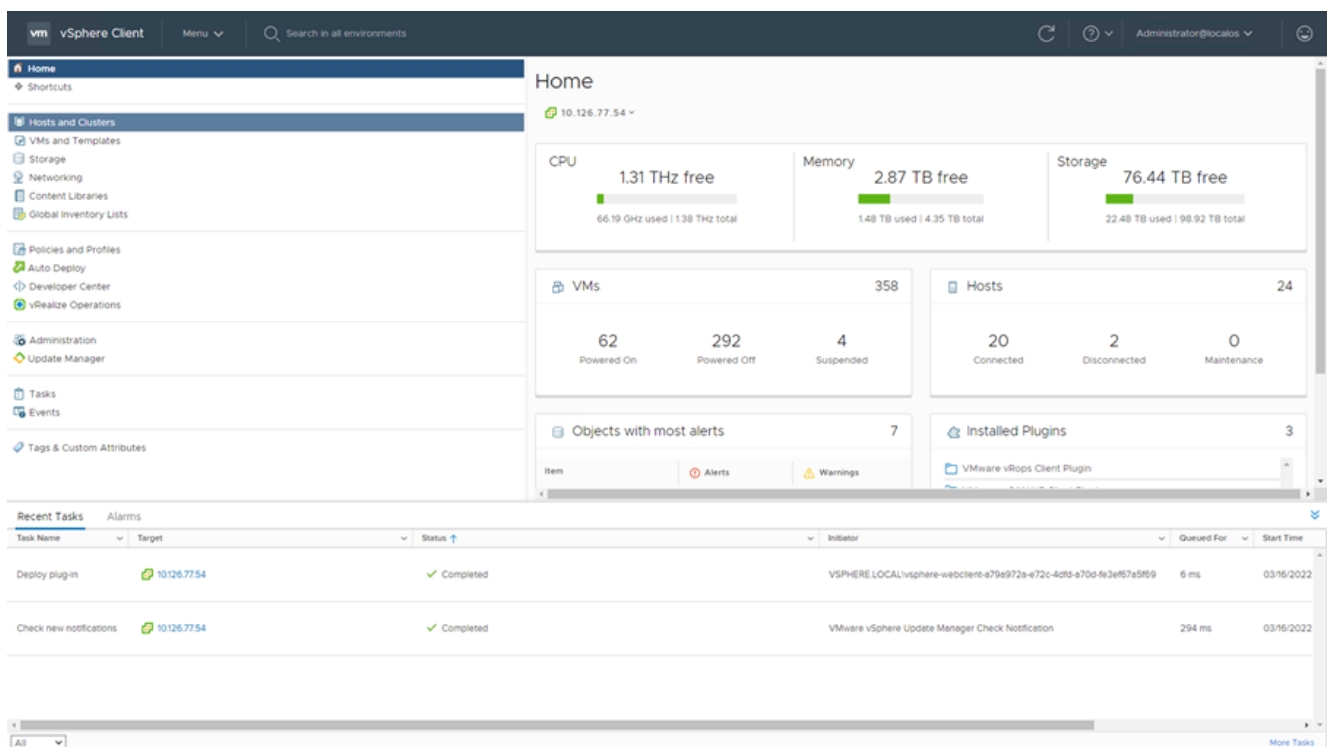 vm vSphere Client Menu Search in all environments Administrator@localos
Home
Shortcuts
Hosts and Clusters
VMs and Templates
Storage
Networking
Content Libraries
Global Inventory Lists
Policies and Profiles
Auto Deploy
Developer Center
vRealize Operations
Administration
Update Manager
Tasks
Events
Tags & Custom Attributes
Home
10.126.77.54
CPU Memory Storage
1.31 THz free 2.87 TB free 76.44 TB free
66.19 GHz used | 1.38 THz total 1.48 TB used | 4.35 TB total 22.48 TB used | 98.92 TB total
VMs 358
62 292 4
Powered On Powered Off Suspended
Hosts 24
20 2 0
Connected Disconnected Maintenance
Objects with most alerts 7
Item Alerts Warnings
Installed Plugins 3
VMware vRops Client Plugin
Recent Tasks Alarms
Task Name Target Status Initiator Queued For Start Time
Deploy plug-in 10.126.77.54 Completed VSPHERE.LOCAL\vsphere-webclient-a79a972a-e72c-4dfd-a70d-fe3ef67a5f69 6 ms 03/16/2022
Check new notifications 10.126.77.54 Completed VMware vSphere Update Manager Check Notification 294 ms 03/16/2022
All More Tasks